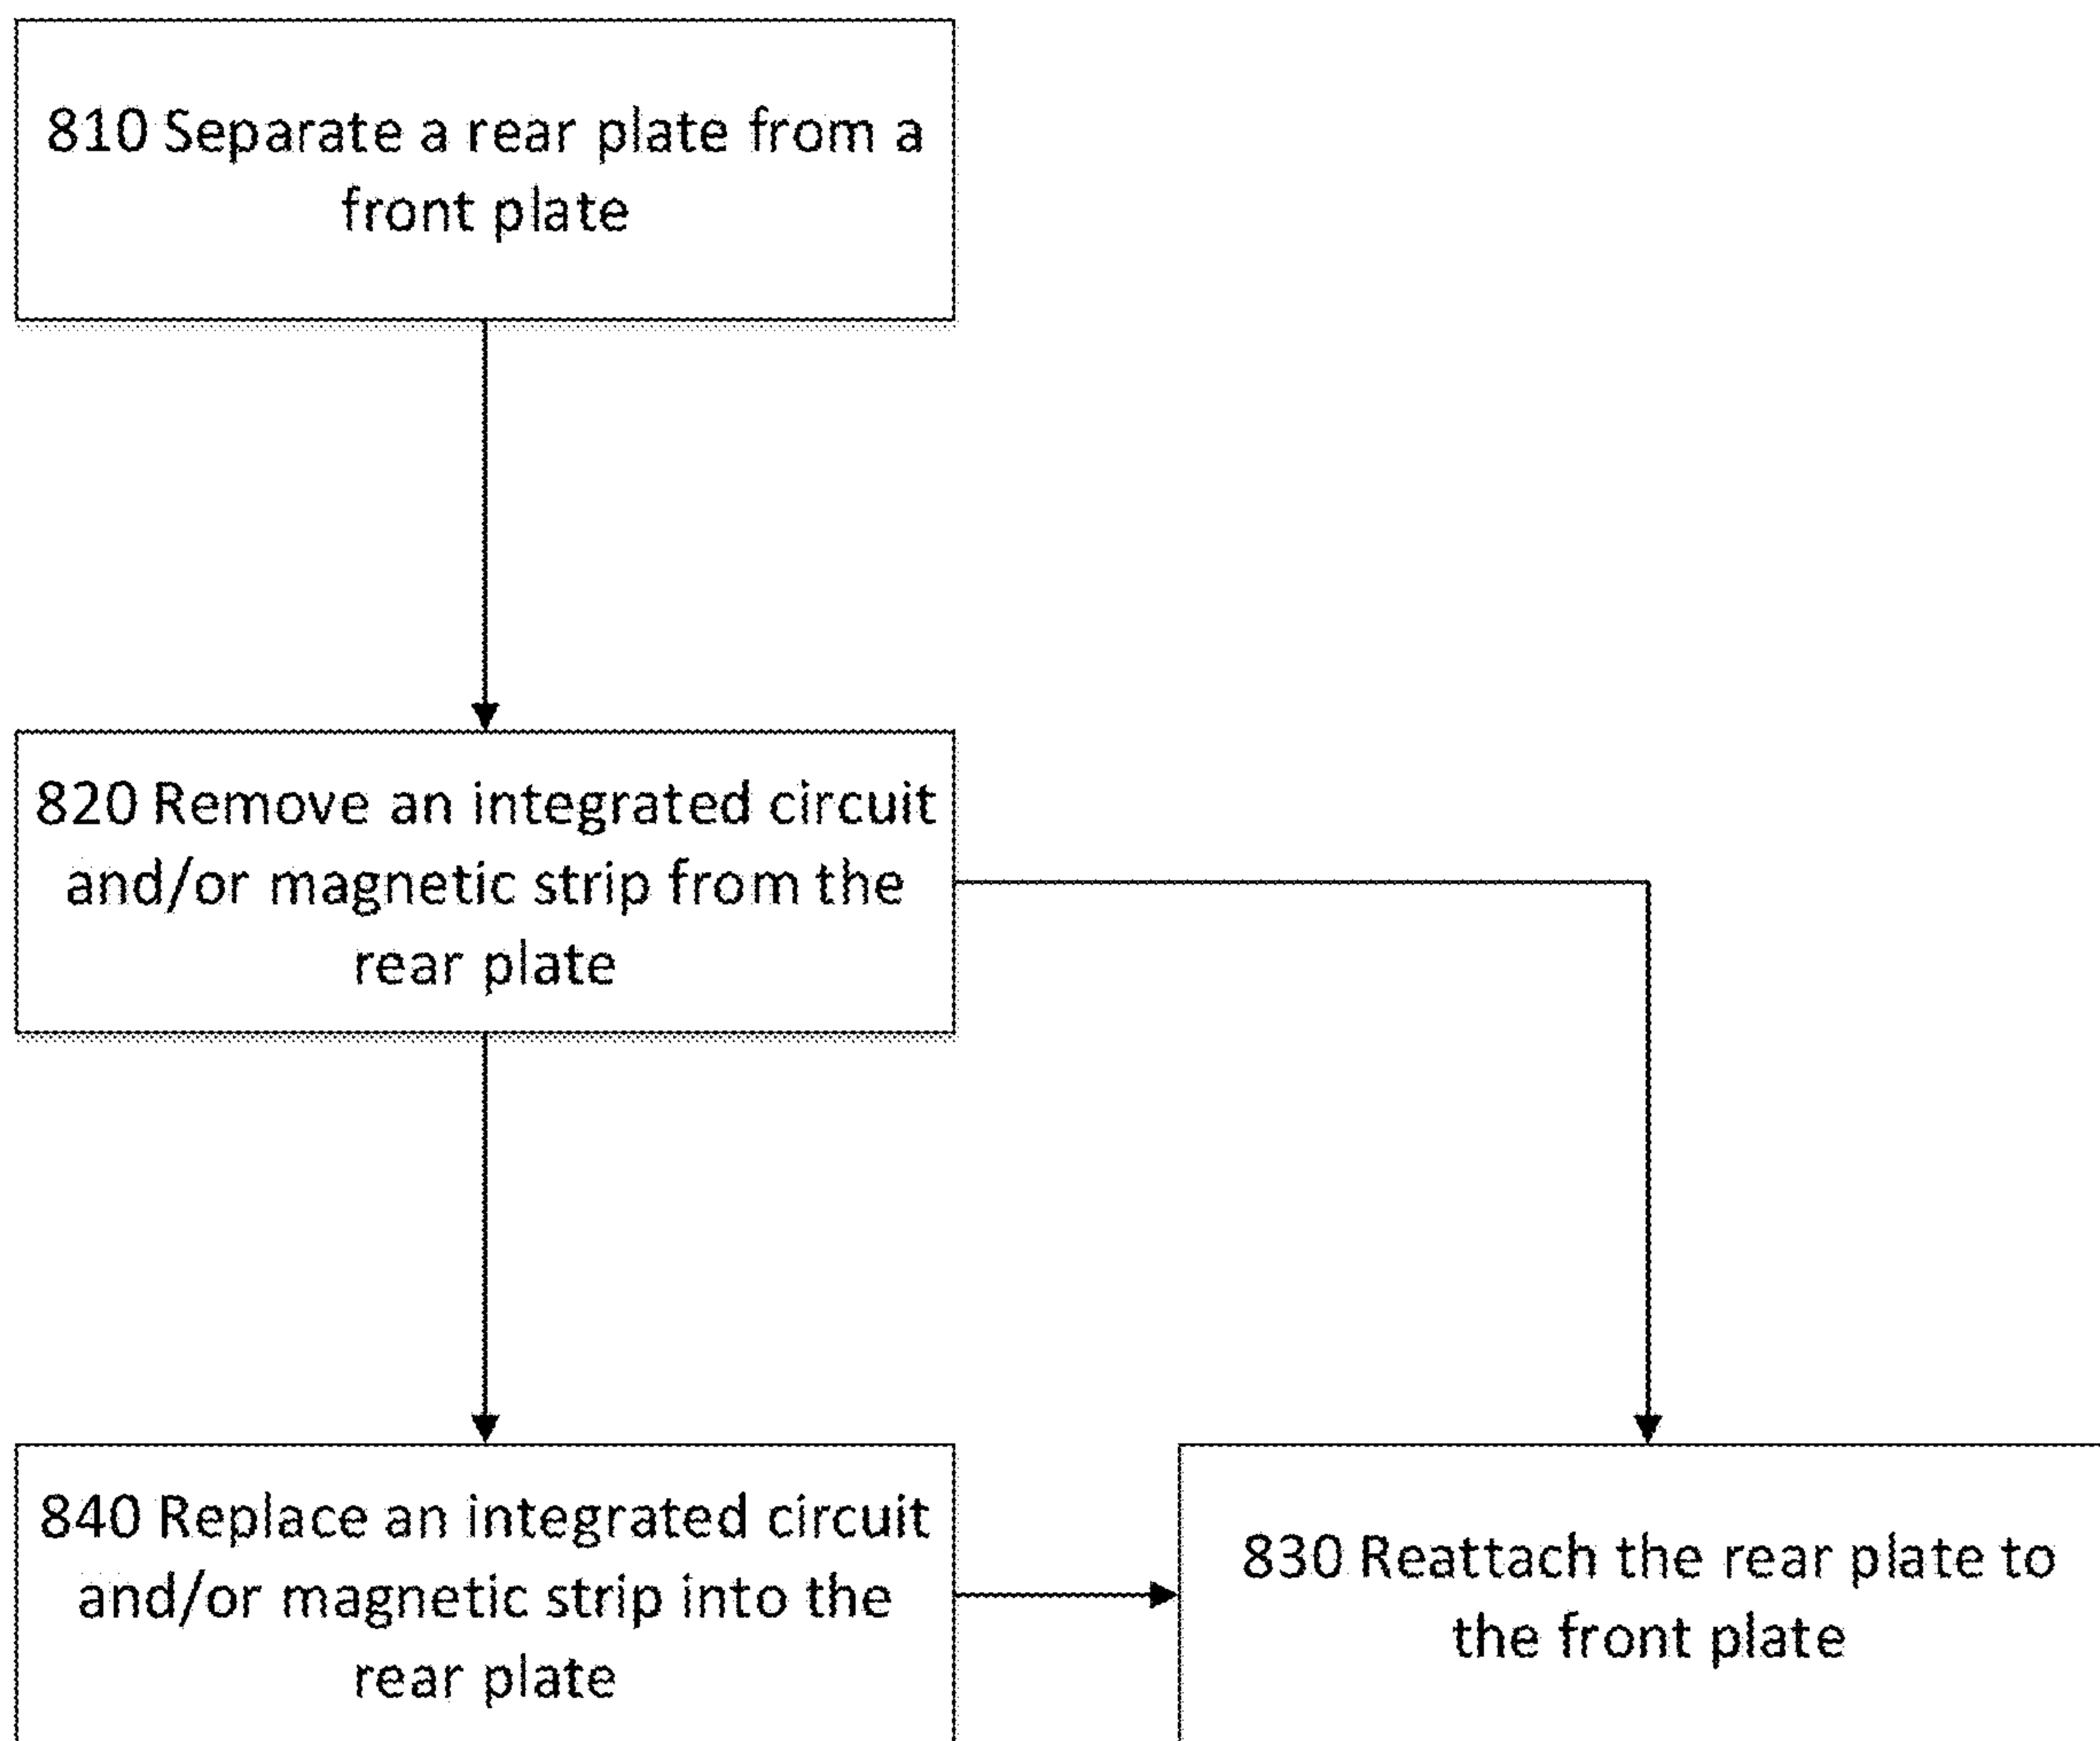 810 Separate a rear plate from a
front plate
820 Remove an integrated circuit
and/or magnetic strip from the
rear plate
840 Replace an integrated circuit
and/or magnetic strip into the
rear plate
830 Reattach the rear plate to
the front plate